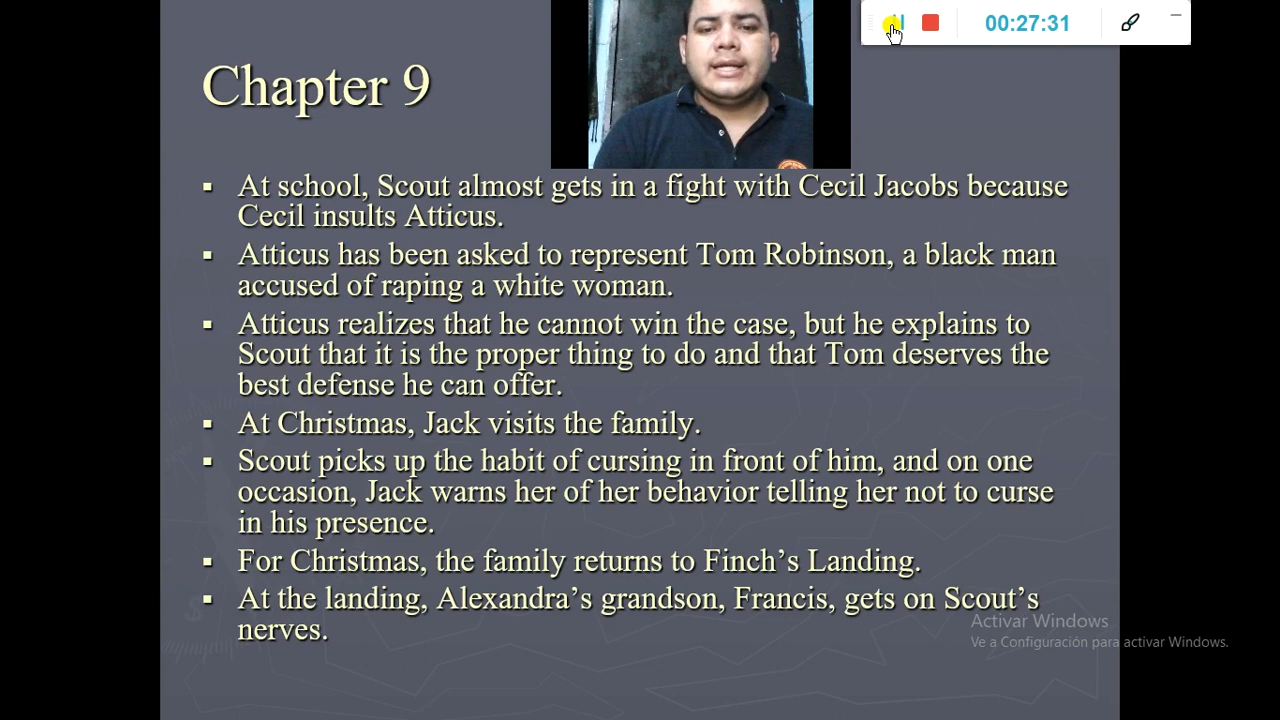 00:27:31
Chapter 9
▪ At school, Scout almost gets in a fight with Cecil Jacobs because
Cecil insults Atticus.
▪ Atticus has been asked to represent Tom Robinson, a black man
accused of raping a white woman.
▪ Atticus realizes that he cannot win the case, but he explains to
Scout that it is the proper thing to do and that Tom deserves the
best defense he can offer.
▪ At Christmas, Jack visits the family.
▪ Scout picks up the habit of cursing in front of him, and on one
occasion, Jack warns her of her behavior telling her not to curse
in his presence.
▪ For Christmas, the family returns to Finch’s Landing.
▪ At the landing, Alexandra’s grandson, Francis, gets on Scout’s
nerves.
Activar Windows
Ve a Configuración para activar Windows.